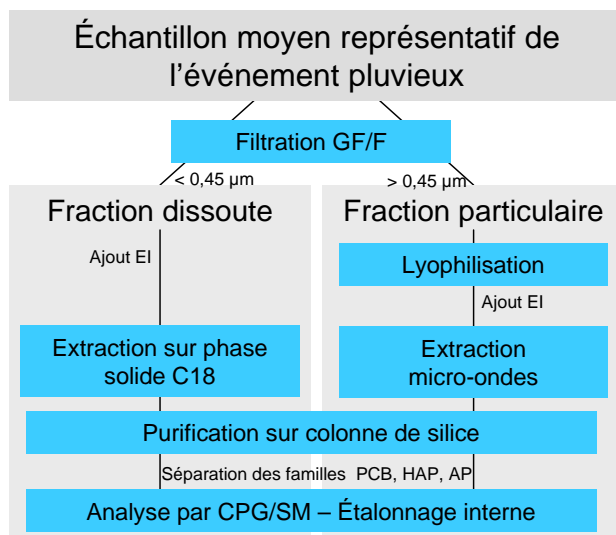 Échantillon moyen représentatif de
l'événement pluvieux
Filtration GF/F
< 0,45 µm
> 0,45 µm
Fraction dissoute
Fraction particulaire
Ajout EI
Lyophilisation
Ajout EI
Extraction sur phase
solide C18
Extraction
micro-ondes
Purification sur colonne de silice
Séparation des familles PCB, HAP, AP
Analyse par CPG/SM – Étalonnage interne